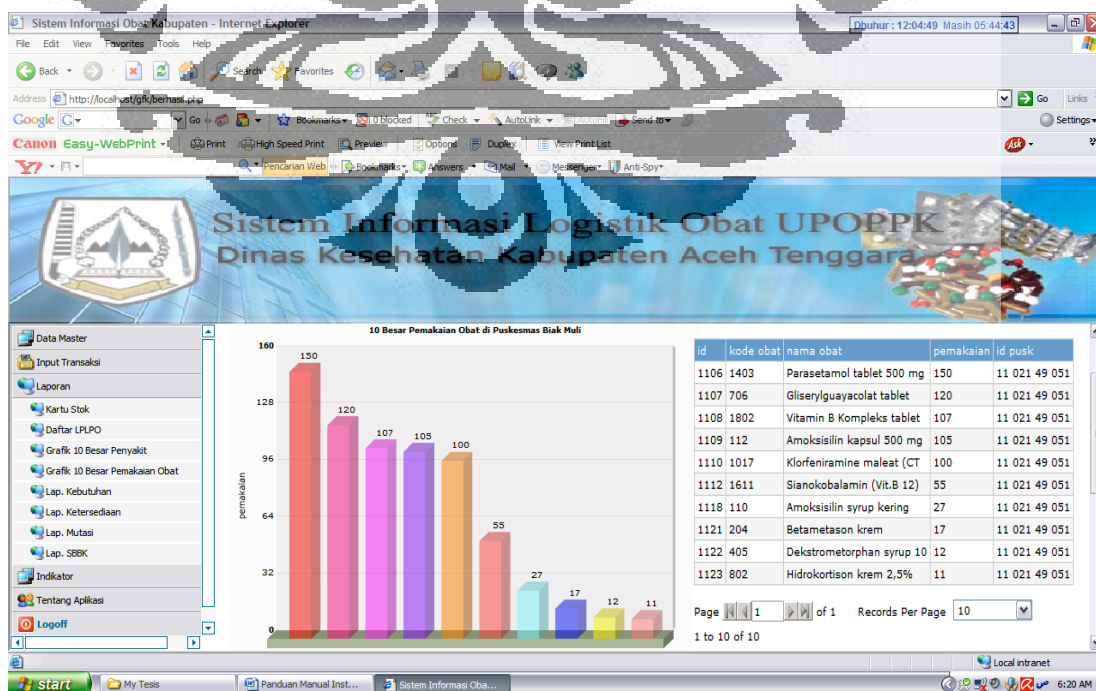 Sistem Informasi Obat Kabupaten - Internet Explorer
Dhuhur : 12:04:49 Masih 05:44:43
File Edit View Favorites Tools Help
Back Search Favorites
Address http://localhost/gfk/berhasil.php Go Links
Google G Go Bookmarks 0 blocked Check AutoLink AutoFill Send to Settings
Canon Easy-WebPrint Print High Speed Print Preview Options Duplex View Print List Ask
Y! Pencarian Web Bookmarks Answers Mail Messenger Anti-Spy
Sistem Informasi Logistik Obat UPOPPK
Dinas Kesehatan Kabupaten Aceh Tenggara
Data Master
Input Transaksi
Laporan
Kartu Stok
Daftar LPLPO
Grafik 10 Besar Penyakit
Grafik 10 Besar Pemakaian Obat
Lap. Kebutuhan
Lap. Ketersediaan
Lap. Mutasi
Lap. SBBK
Indikator
Tentang Aplikasi
Logoff
10 Besar Pemakaian Obat di Puskesmas Biak Muli
pemakaian
160
128
96
64
32
0
150
120
107
105
100
55
27
17
12
11
id kode obat nama obat pemakaian id pusk
1106 1403 Parasetamol tablet 500 mg 150 11 021 49 051
1107 706 Gliserylguayacolat tablet 120 11 021 49 051
1108 1802 Vitamin B Kompleks tablet 107 11 021 49 051
1109 112 Amoksisilin kapsul 500 mg 105 11 021 49 051
1110 1017 Klorfeniramine maleat (CT 100 11 021 49 051
1112 1611 Sianokobalamin (Vit.B 12) 55 11 021 49 051
1118 110 Amoksisilin syrup kering 27 11 021 49 051
1121 204 Betametason krem 17 11 021 49 051
1122 405 Dekstrometorphan syrup 10 12 11 021 49 051
1123 802 Hidrokortison krem 2,5% 11 11 021 49 051
Page 1 of 1 Records Per Page 10
1 to 10 of 10
Local intranet
start My Tesis Panduan Manual Inst... Sistem Informasi Oba... 6:20 AM